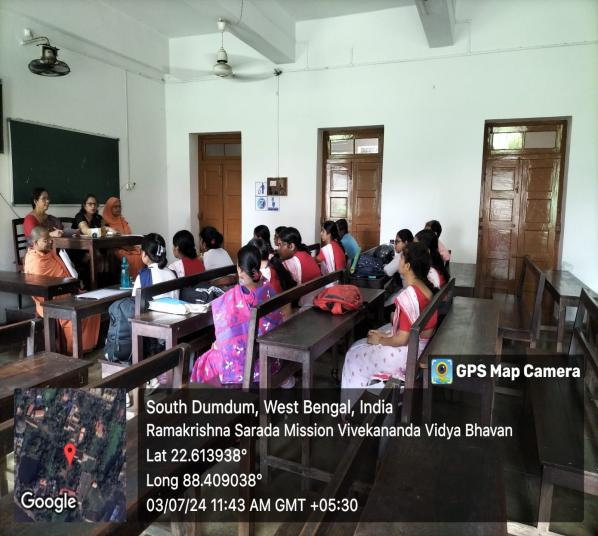 GPS Map Camera
South Dumdum, West Bengal, India
Ramakrishna Sarada Mission Vivekananda Vidya Bhavan
Lat 22.613938°
Long 88.409038°
03/07/24 11:43 AM GMT +05:30
Google